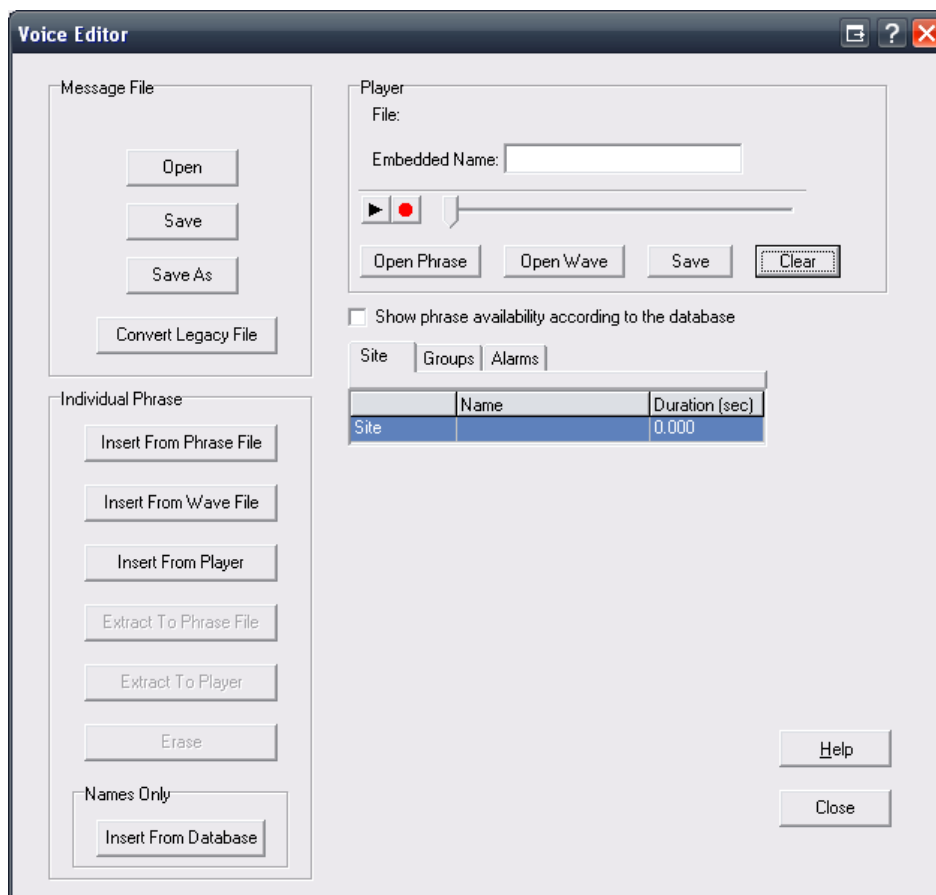 Voice Editor
Message File
Open
Save
Save As
Convert Legacy File
Individual Phrase
Insert From Phrase File
Insert From Wave File
Insert From Player
Extract To Phrase File
Extract To Player
Erase
Names Only
Insert From Database
Player
File:
Embedded Name:
Open Phrase Open Wave Save Clear
Show phrase availability according to the database
Site Groups Alarms
Name Duration (sec)
Site 0.000
Help
Close